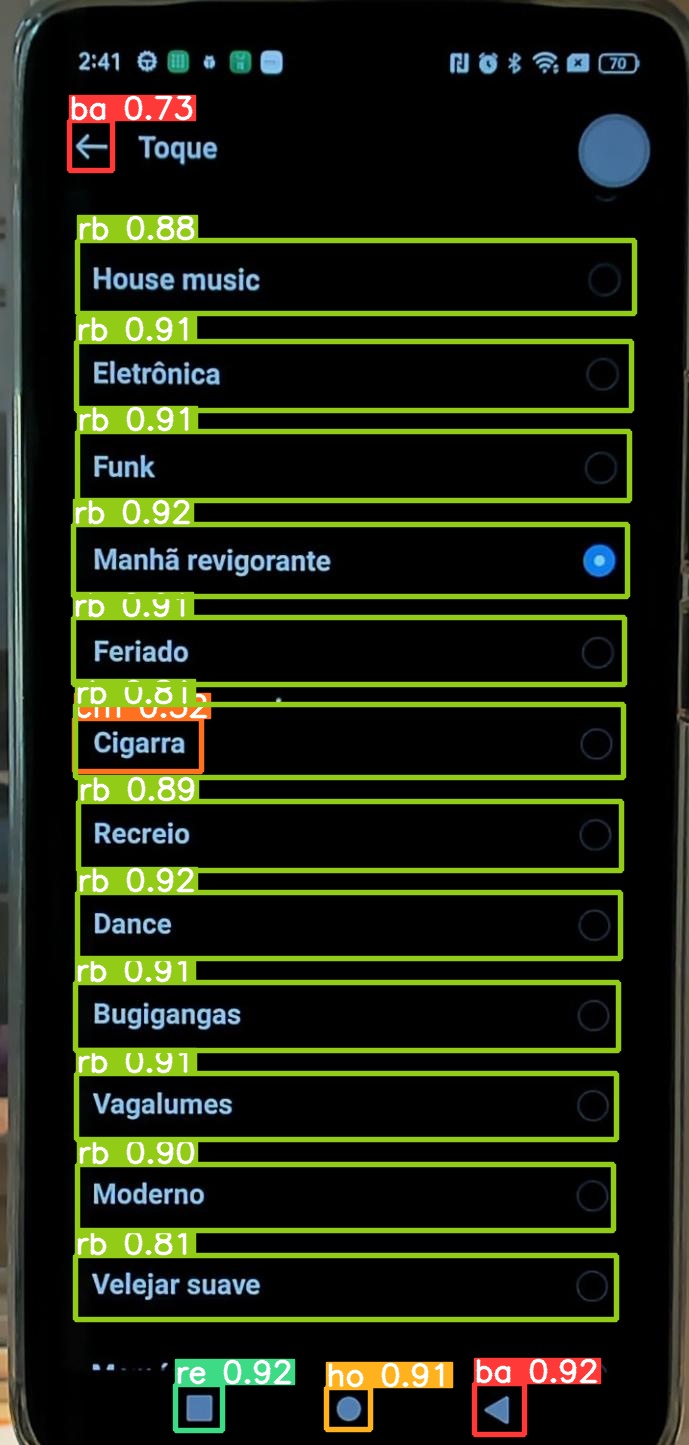 2:41 70
ba 0.73
Toque
rb 0.88
House music
rb 0.91
Eletrônica
rb 0.91
Funk
rb 0.92
Manhã revigorante
rb 0.91
Feriado
rb 0.81
cm 0.52
Cigarra
rb 0.89
Recreio
rb 0.92
Dance
rb 0.91
Bugigangas
rb 0.91
Vagalumes
rb 0.90
Moderno
rb 0.81
Velejar suave
re 0.92 ho 0.91 ba 0.92